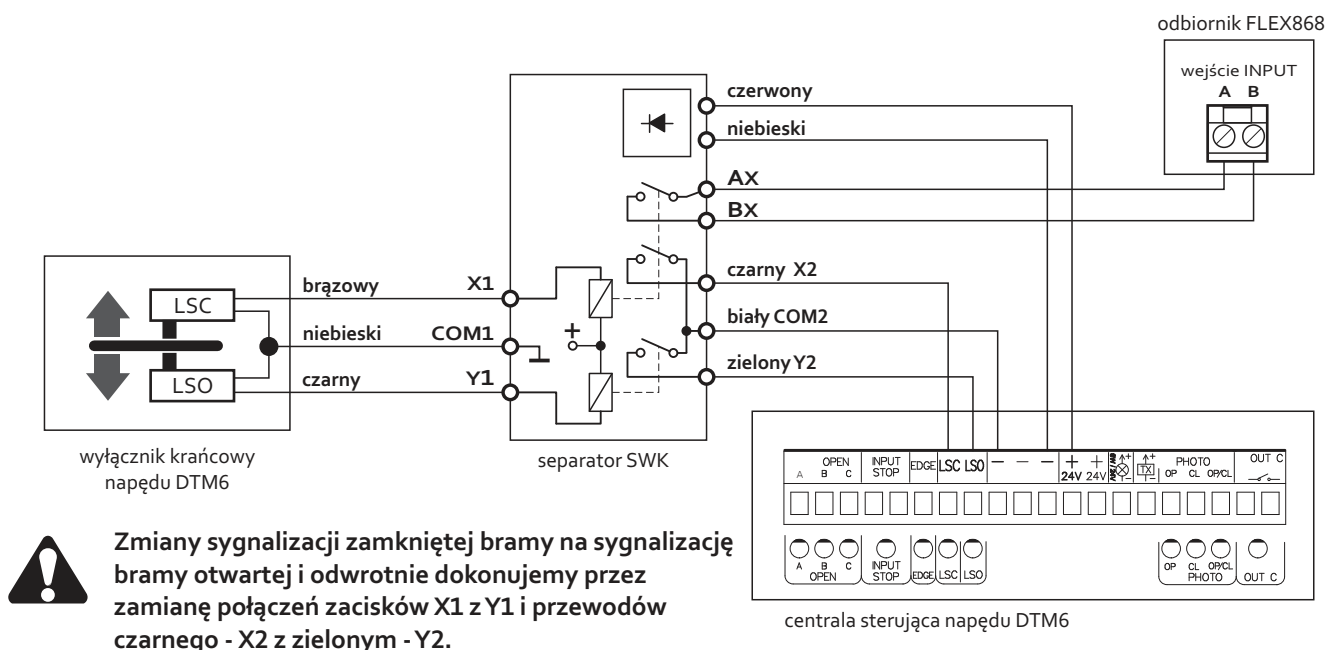 odbiornik FLEX868
wejście INPUT
A B
czerwony
niebieski
AX
BX
czarny X2
biały COM2
zielony Y2
brązowy X1
niebieski COM1
czarny Y1
LSC
LSO
+
wyłącznik krańcowy
napędu DTM6
separator SWK
OPEN INPUT STOP EDGE LSC LSO – – – + + 6W / 24V TX PHOTO OUT C
A B C 24V 24V OP CL OP/CL
A B C INPUT STOP EDGE LSC LSO OP CL OP/CL OUT C
OPEN PHOTO
centrala sterująca napędu DTM6
Zmiany sygnalizacji zamkniętej bramy na sygnalizację
bramy otwartej i odwrotnie dokonujemy przez
zamianę połączeń zacisków X1 z Y1 i przewodów
czarnego - X2 z zielonym - Y2.